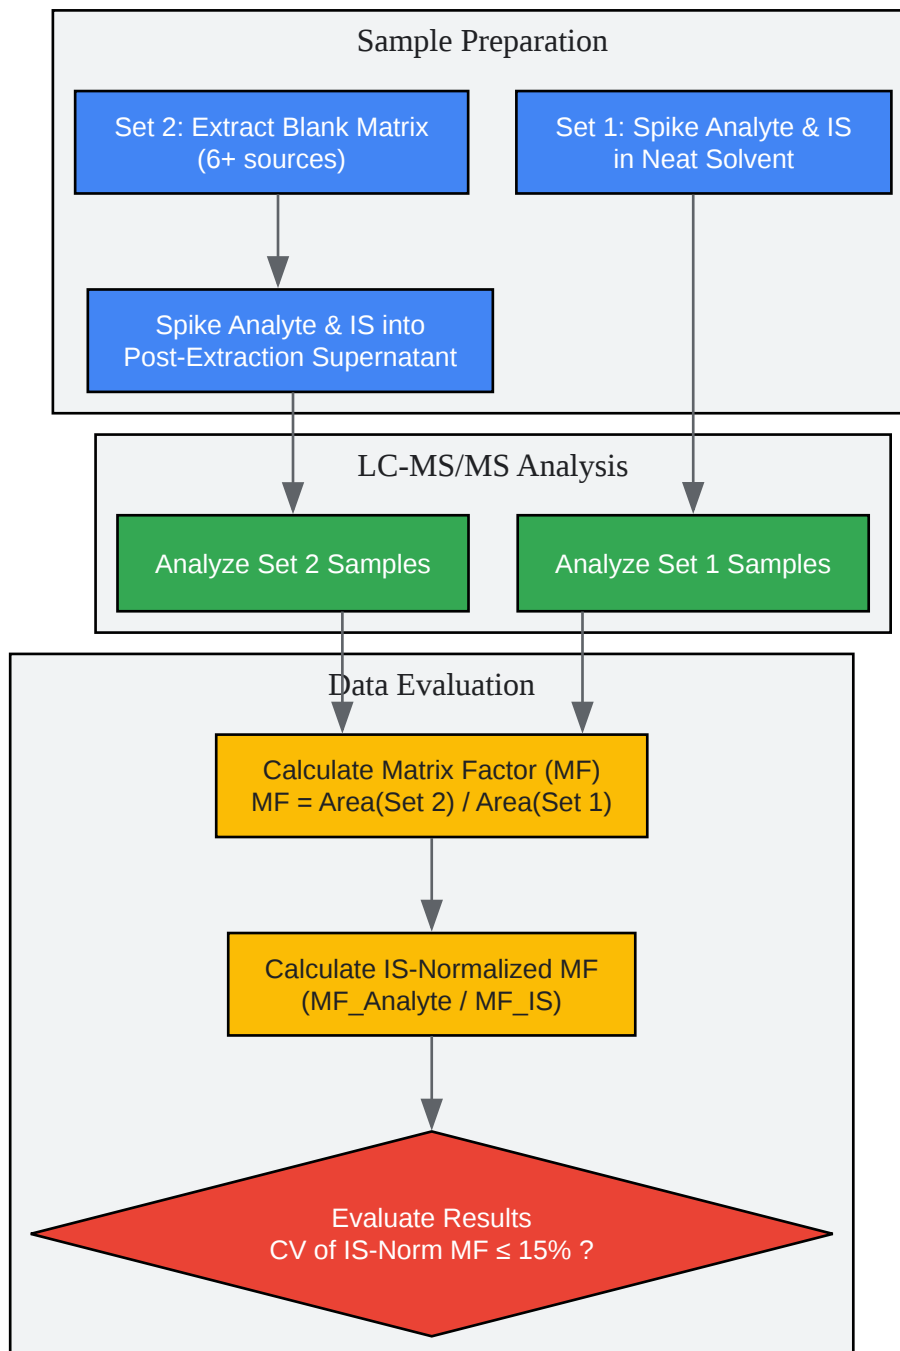 Sample Preparation
Set 2: Extract Blank Matrix
(6+ sources)
Set 1: Spike Analyte & IS
in Neat Solvent
Spike Analyte & IS into
Post-Extraction Supernatant
LC-MS/MS Analysis
Analyze Set 2 Samples
Analyze Set 1 Samples
Data Evaluation
Calculate Matrix Factor (MF)
MF = Area(Set 2) / Area(Set 1)
Calculate IS-Normalized MF
(MF_Analyte / MF_IS)
Evaluate Results
CV of IS-Norm MF ≤ 15% ?